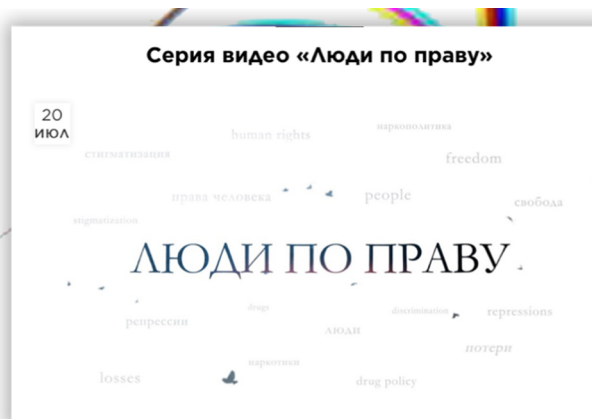 Серия видео «Люди по праву»
20
ИЮЛ
human rights
наркополитика
стигматизация
freedom
права человека
people
свобода
stigmatization
ЛЮДИ ПО ПРАВУ
drugs
discrimination
repressions
репрессии
люди
потери
наркотики
losses
drug policy